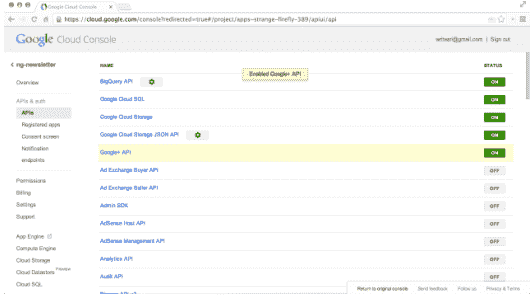 Google Cloud Console
https://cloud.google.com/console?redirected=true#/project/apps~strange-firefly-389/apiui/api
Google Cloud Console
Sign out
< ng-newsletter
NAME
STATUS
Enabled Google+ API
Overview
BigQuery API
ON
APIs & auth
Google Cloud SQL
ON
APIs
Registered apps
Google Cloud Storage
ON
Consent screen
Google Cloud Storage JSON API
ON
Notification
endpoints
Google+ API
ON
Permissions
Ad Exchange Buyer API
OFF
Billing
Ad Exchange Seller API
OFF
Settings
Admin SDK
OFF
Support
AdSense Host API
OFF
App Engine
AdSense Management API
OFF
Compute Engine
Cloud Storage
Analytics API
OFF
Cloud Datastore Preview
Audit API
OFF
Cloud SQL
Return to original console
Send feedback
Follow us
Privacy & Terms